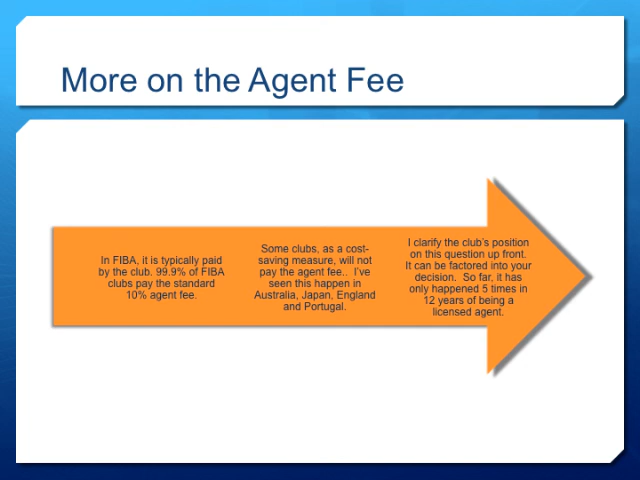 More on the Agent Fee
In FIBA, it is typically paid
by the club. 99.9% of FIBA
clubs pay the standard
10% agent fee.
Some clubs, as a cost-
saving measure, will not
pay the agent fee..  I've
seen this happen in
Australia, Japan, England
and Portugal.
I clarify the club's position
on this question up front.
It can be factored into your
decision.  So far, it has
only happened 5 times in
12 years of being a
licensed agent.